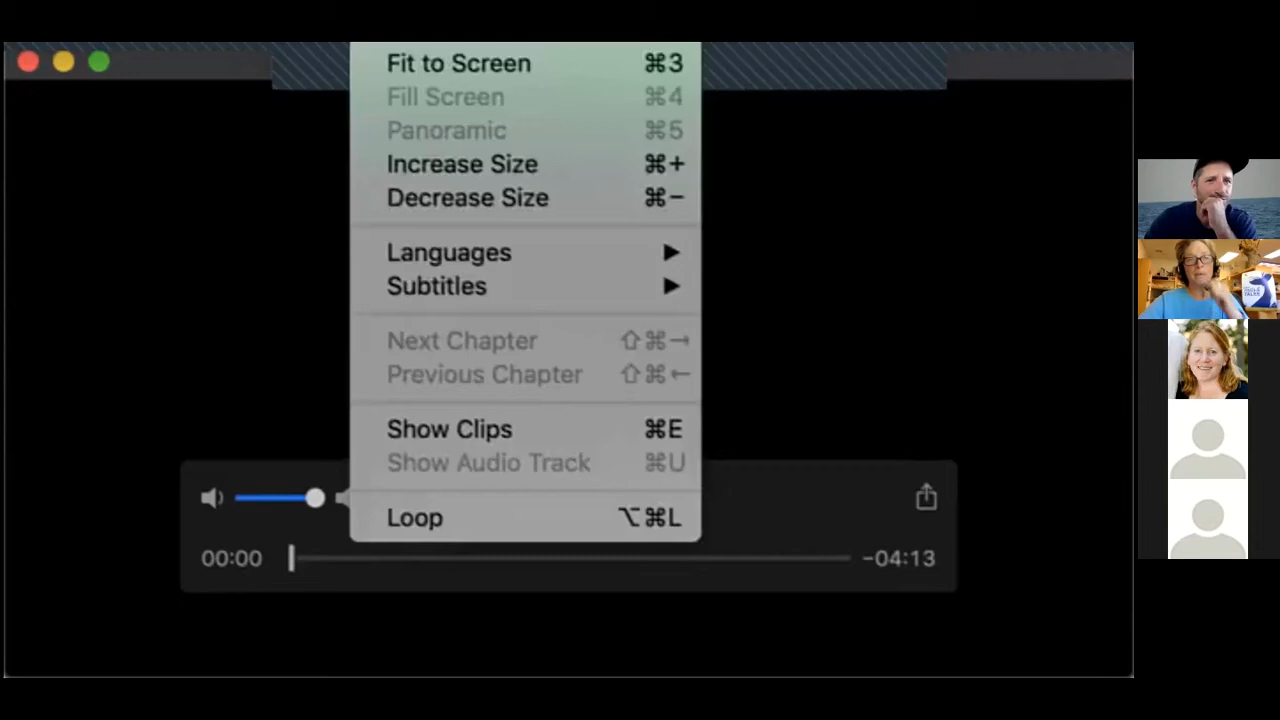 Fit to Screen ⌘3
Fill Screen ⌘4
Panoramic ⌘5
Increase Size ⌘+
Decrease Size ⌘−
Languages ▶
Subtitles ▶
Next Chapter ⇧⌘→
Previous Chapter ⇧⌘←
Show Clips ⌘E
Show Audio Track ⌘U
Loop ⌥⌘L
00:00 −04:13
TALES